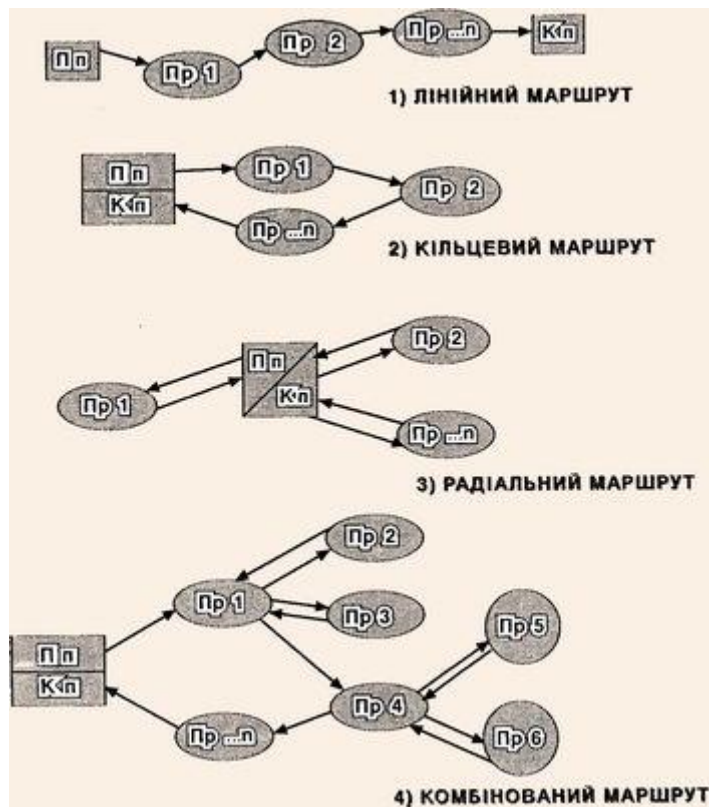 Пп Пр 1 Пр 2 Пр ...n Кп
1) ЛІНІЙНИЙ МАРШРУТ
Пп Пр 1
Кп Пр 2
Пр ...n
2) КІЛЬЦЕВИЙ МАРШРУТ
Пп Пр 2
Пр 1 Кп
Пр ...n
3) РАДІАЛЬНИЙ МАРШРУТ
Пр 2
Пр 1 Пр 3
Пр 5
Пп
Кп Пр 4
Пр ...n Пр 6
4) КОМБІНОВАНИЙ МАРШРУТ